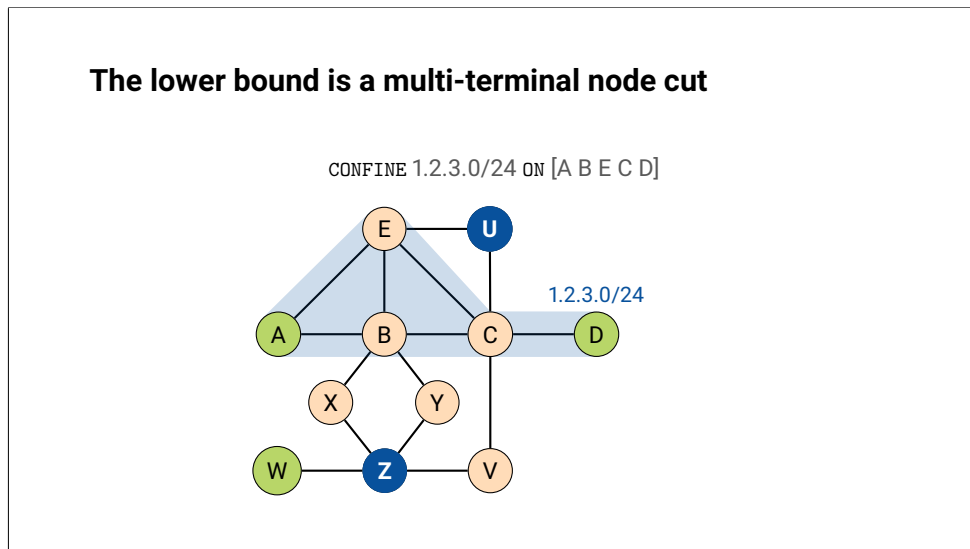 The lower bound is a multi-terminal node cut
CONFINE 1.2.3.0/24 ON [A B E C D]
E
U
1.2.3.0/24
A
B
C
D
X
Y
W
Z
V